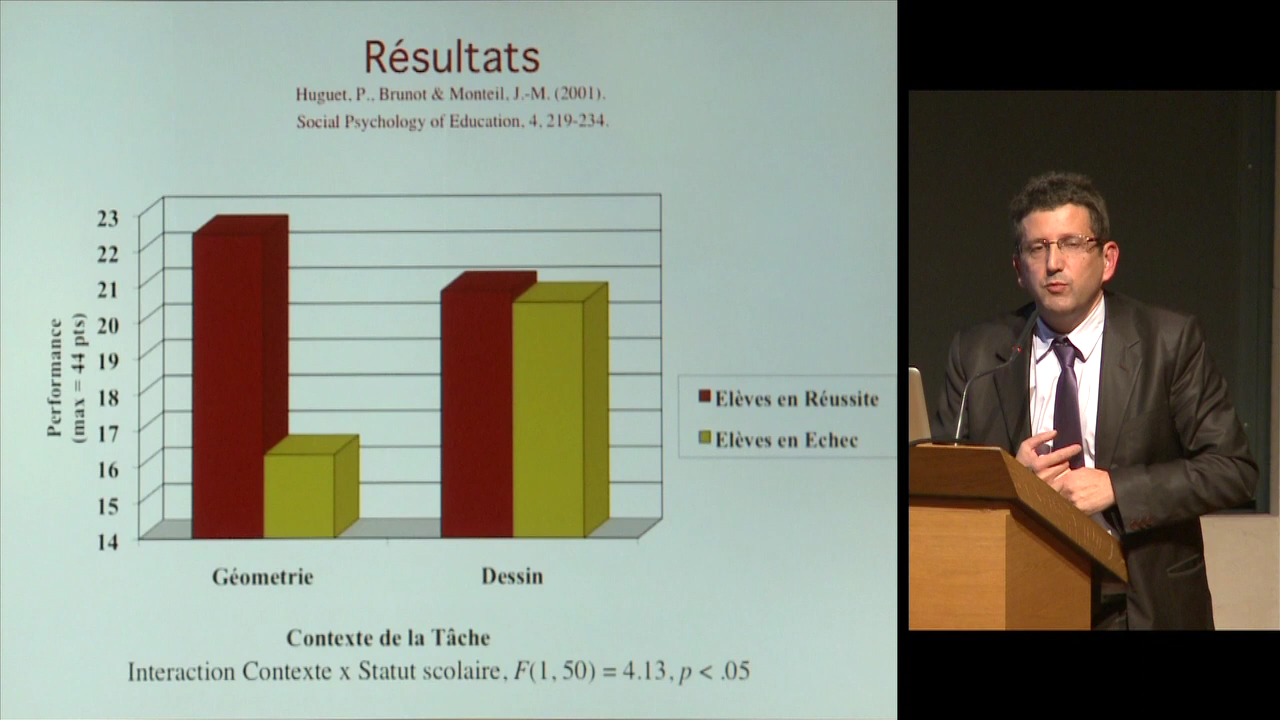 Résultats
Huguet, P., Brunot & Monteil, J.-M. (2001).
Social Psychology of Education, 4, 219-234.
23
22
21
20
19
18
17
16
15
14
Performance
(max = 44 pts)
Elèves en Réussite
Elèves en Echec
Géometrie
Dessin
Contexte de la Tâche
Interaction Contexte x Statut scolaire, F(1, 50) = 4.13, p < .05